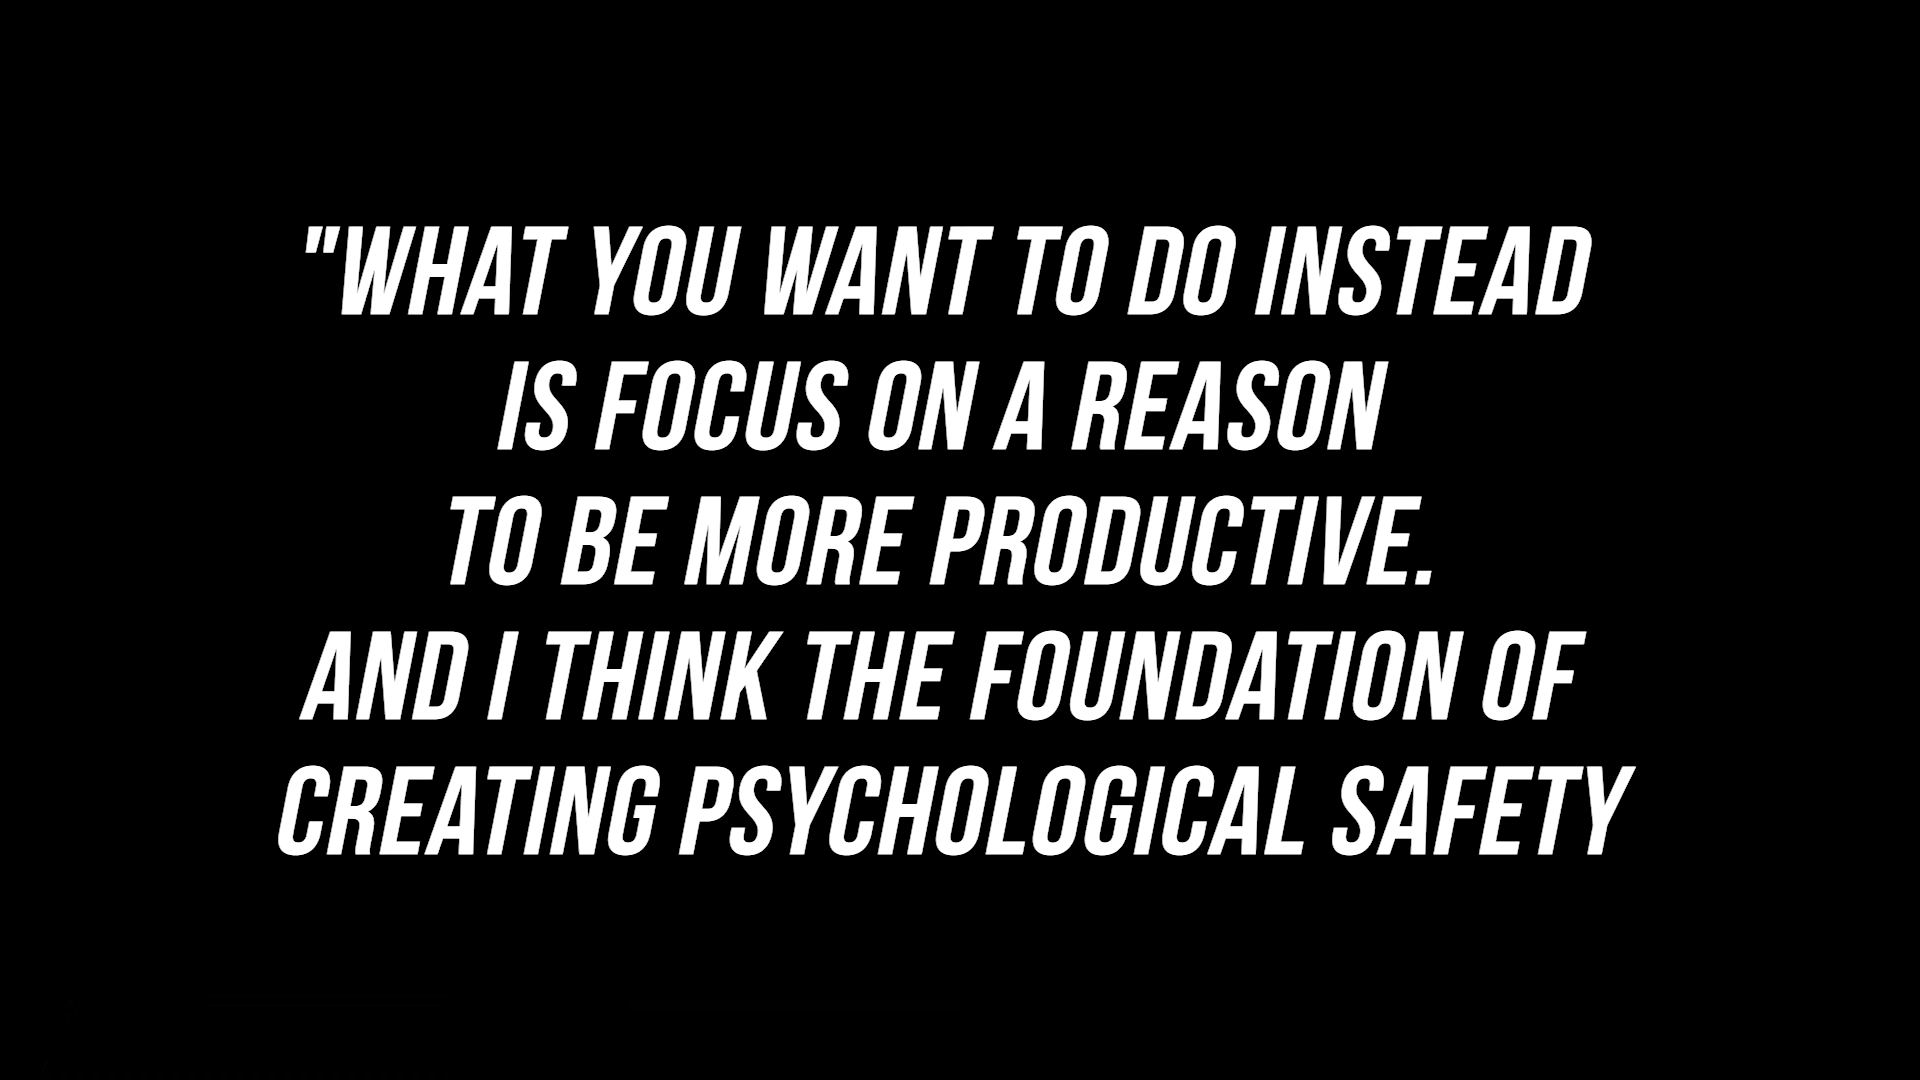 "WHAT YOU WANT TO DO INSTEAD
IS FOCUS ON A REASON
TO BE MORE PRODUCTIVE.
AND I THINK THE FOUNDATION OF
CREATING PSYCHOLOGICAL SAFETY